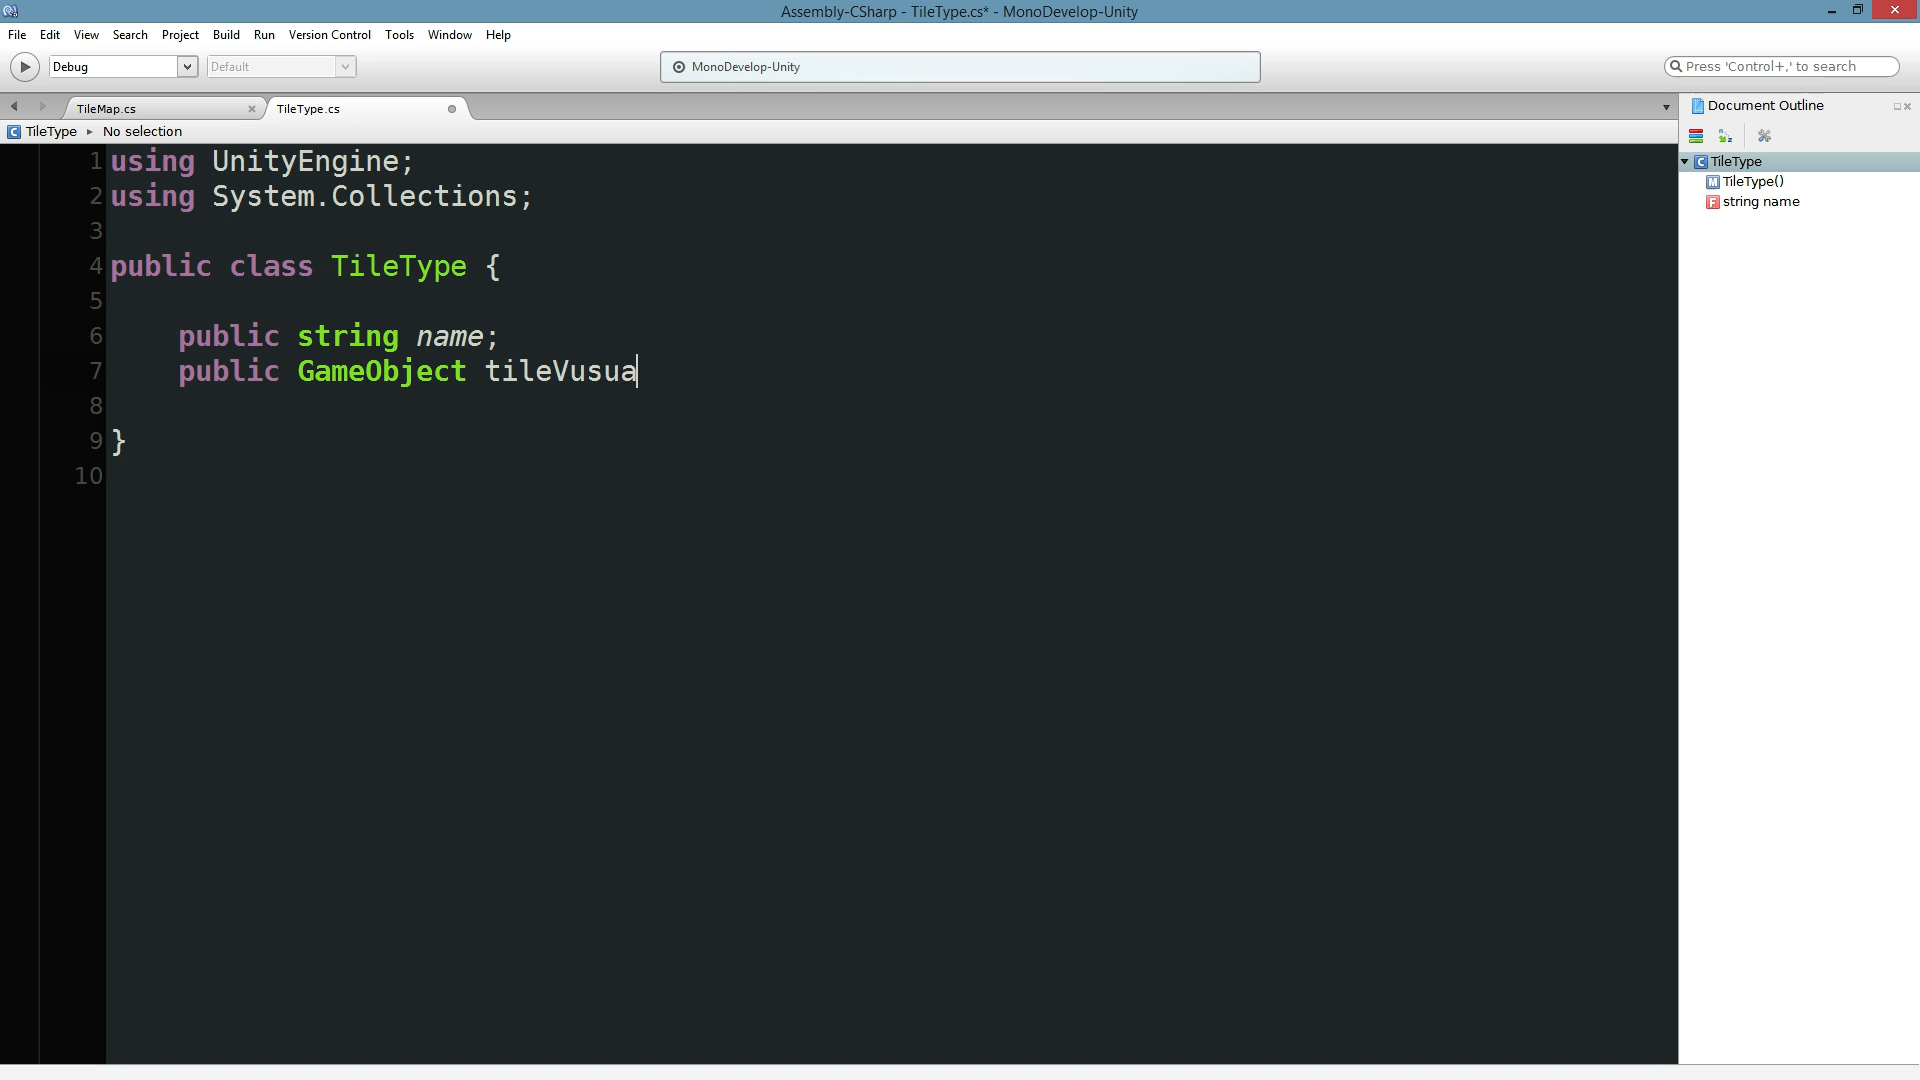 Assembly-CSharp - TileType.cs* - MonoDevelop-Unity
File Edit View Search Project Build Run Version Control Tools Window Help
Debug Default MonoDevelop-Unity Press 'Control+,' to search
TileMap.cs TileType.cs Document Outline
TileType No selection
1 using UnityEngine;
2 using System.Collections;
3
4 public class TileType {
5
6 public string name;
7 public GameObject tileVusua
8
9 }
10
TileType
TileType()
string name